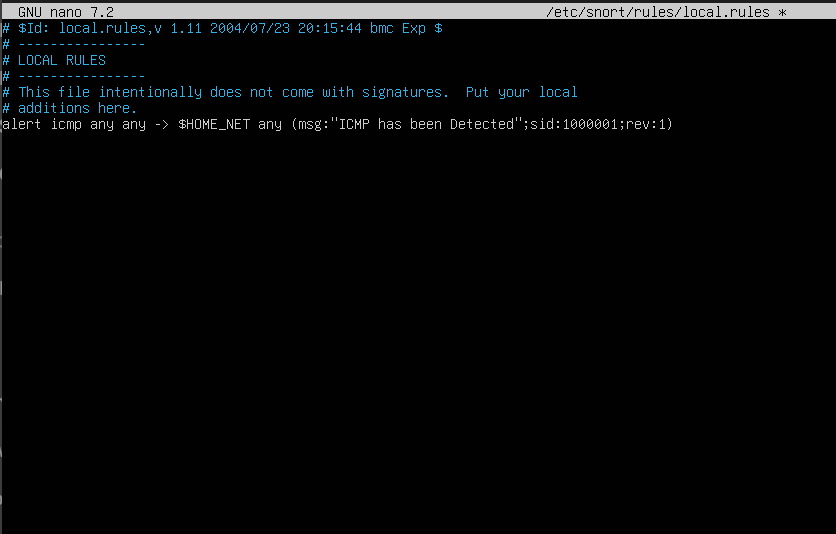 GNU nano 7.2 /etc/snort/rules/local.rules *
# $Id: local.rules,v 1.11 2004/07/23 20:15:44 bmc Exp $
# ----------------
# LOCAL RULES
# ----------------
# This file intentionally does not come with signatures.  Put your local
# additions here.
alert icmp any any -> $HOME_NET any (msg:"ICMP has been Detected";sid:1000001;rev:1)